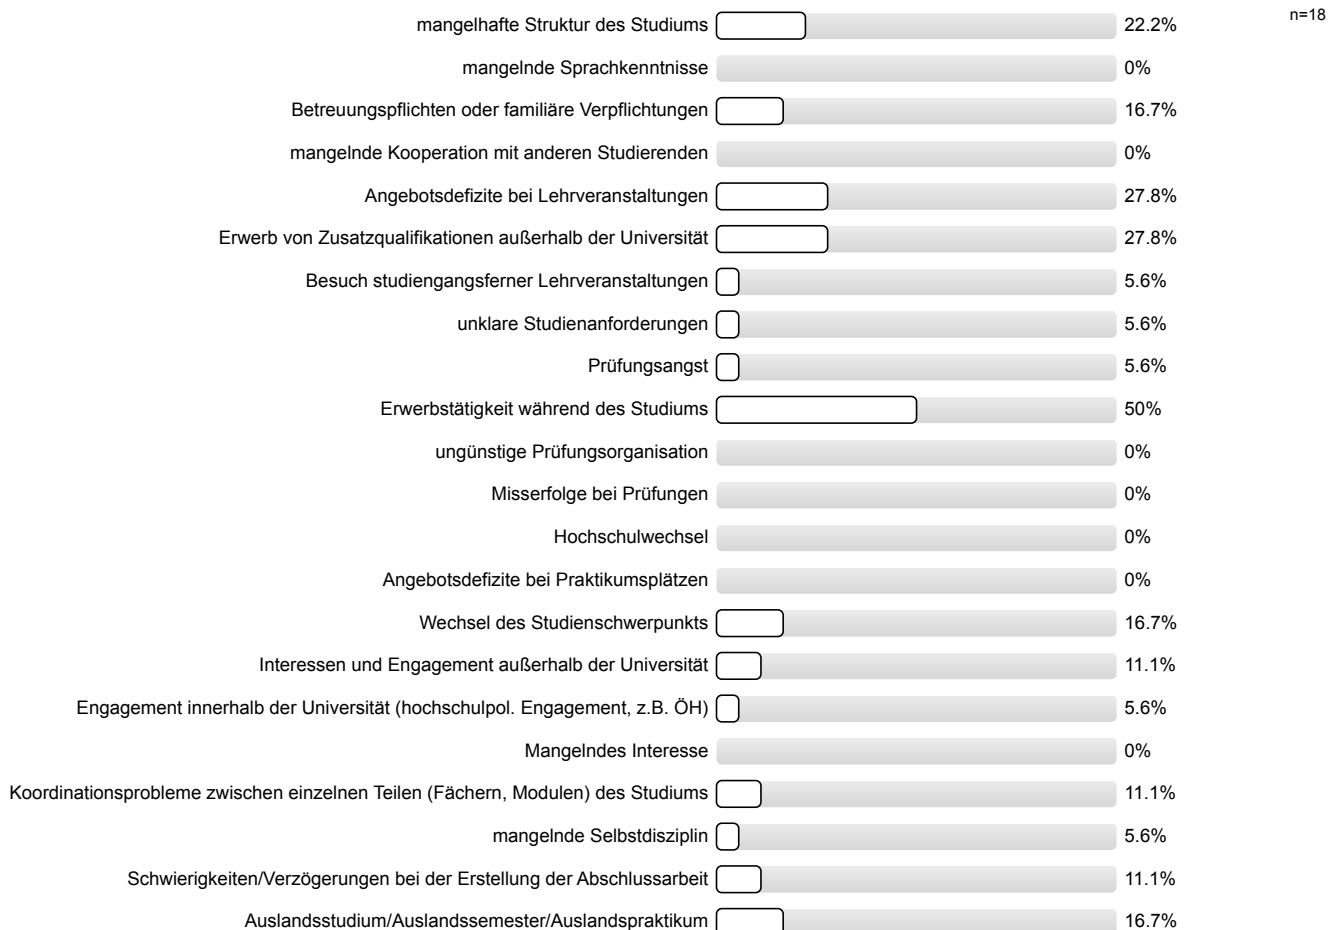 n=18
mangelhafte Struktur des Studiums 22.2%
mangelnde Sprachkenntnisse 0%
Betreuungspflichten oder familiäre Verpflichtungen 16.7%
mangelnde Kooperation mit anderen Studierenden 0%
Angebotsdefizite bei Lehrveranstaltungen 27.8%
Erwerb von Zusatzqualifikationen außerhalb der Universität 27.8%
Besuch studiengangsferner Lehrveranstaltungen 5.6%
unklare Studienanforderungen 5.6%
Prüfungsangst 5.6%
Erwerbstätigkeit während des Studiums 50%
ungünstige Prüfungsorganisation 0%
Misserfolge bei Prüfungen 0%
Hochschulwechsel 0%
Angebotsdefizite bei Praktikumsplätzen 0%
Wechsel des Studienschwerpunkts 16.7%
Interessen und Engagement außerhalb der Universität 11.1%
Engagement innerhalb der Universität (hochschulpol. Engagement, z.B. ÖH) 5.6%
Mangelndes Interesse 0%
Koordinationsprobleme zwischen einzelnen Teilen (Fächern, Modulen) des Studiums 11.1%
mangelnde Selbstdisziplin 5.6%
Schwierigkeiten/Verzögerungen bei der Erstellung der Abschlussarbeit 11.1%
Auslandsstudium/Auslandssemester/Auslandspraktikum 16.7%